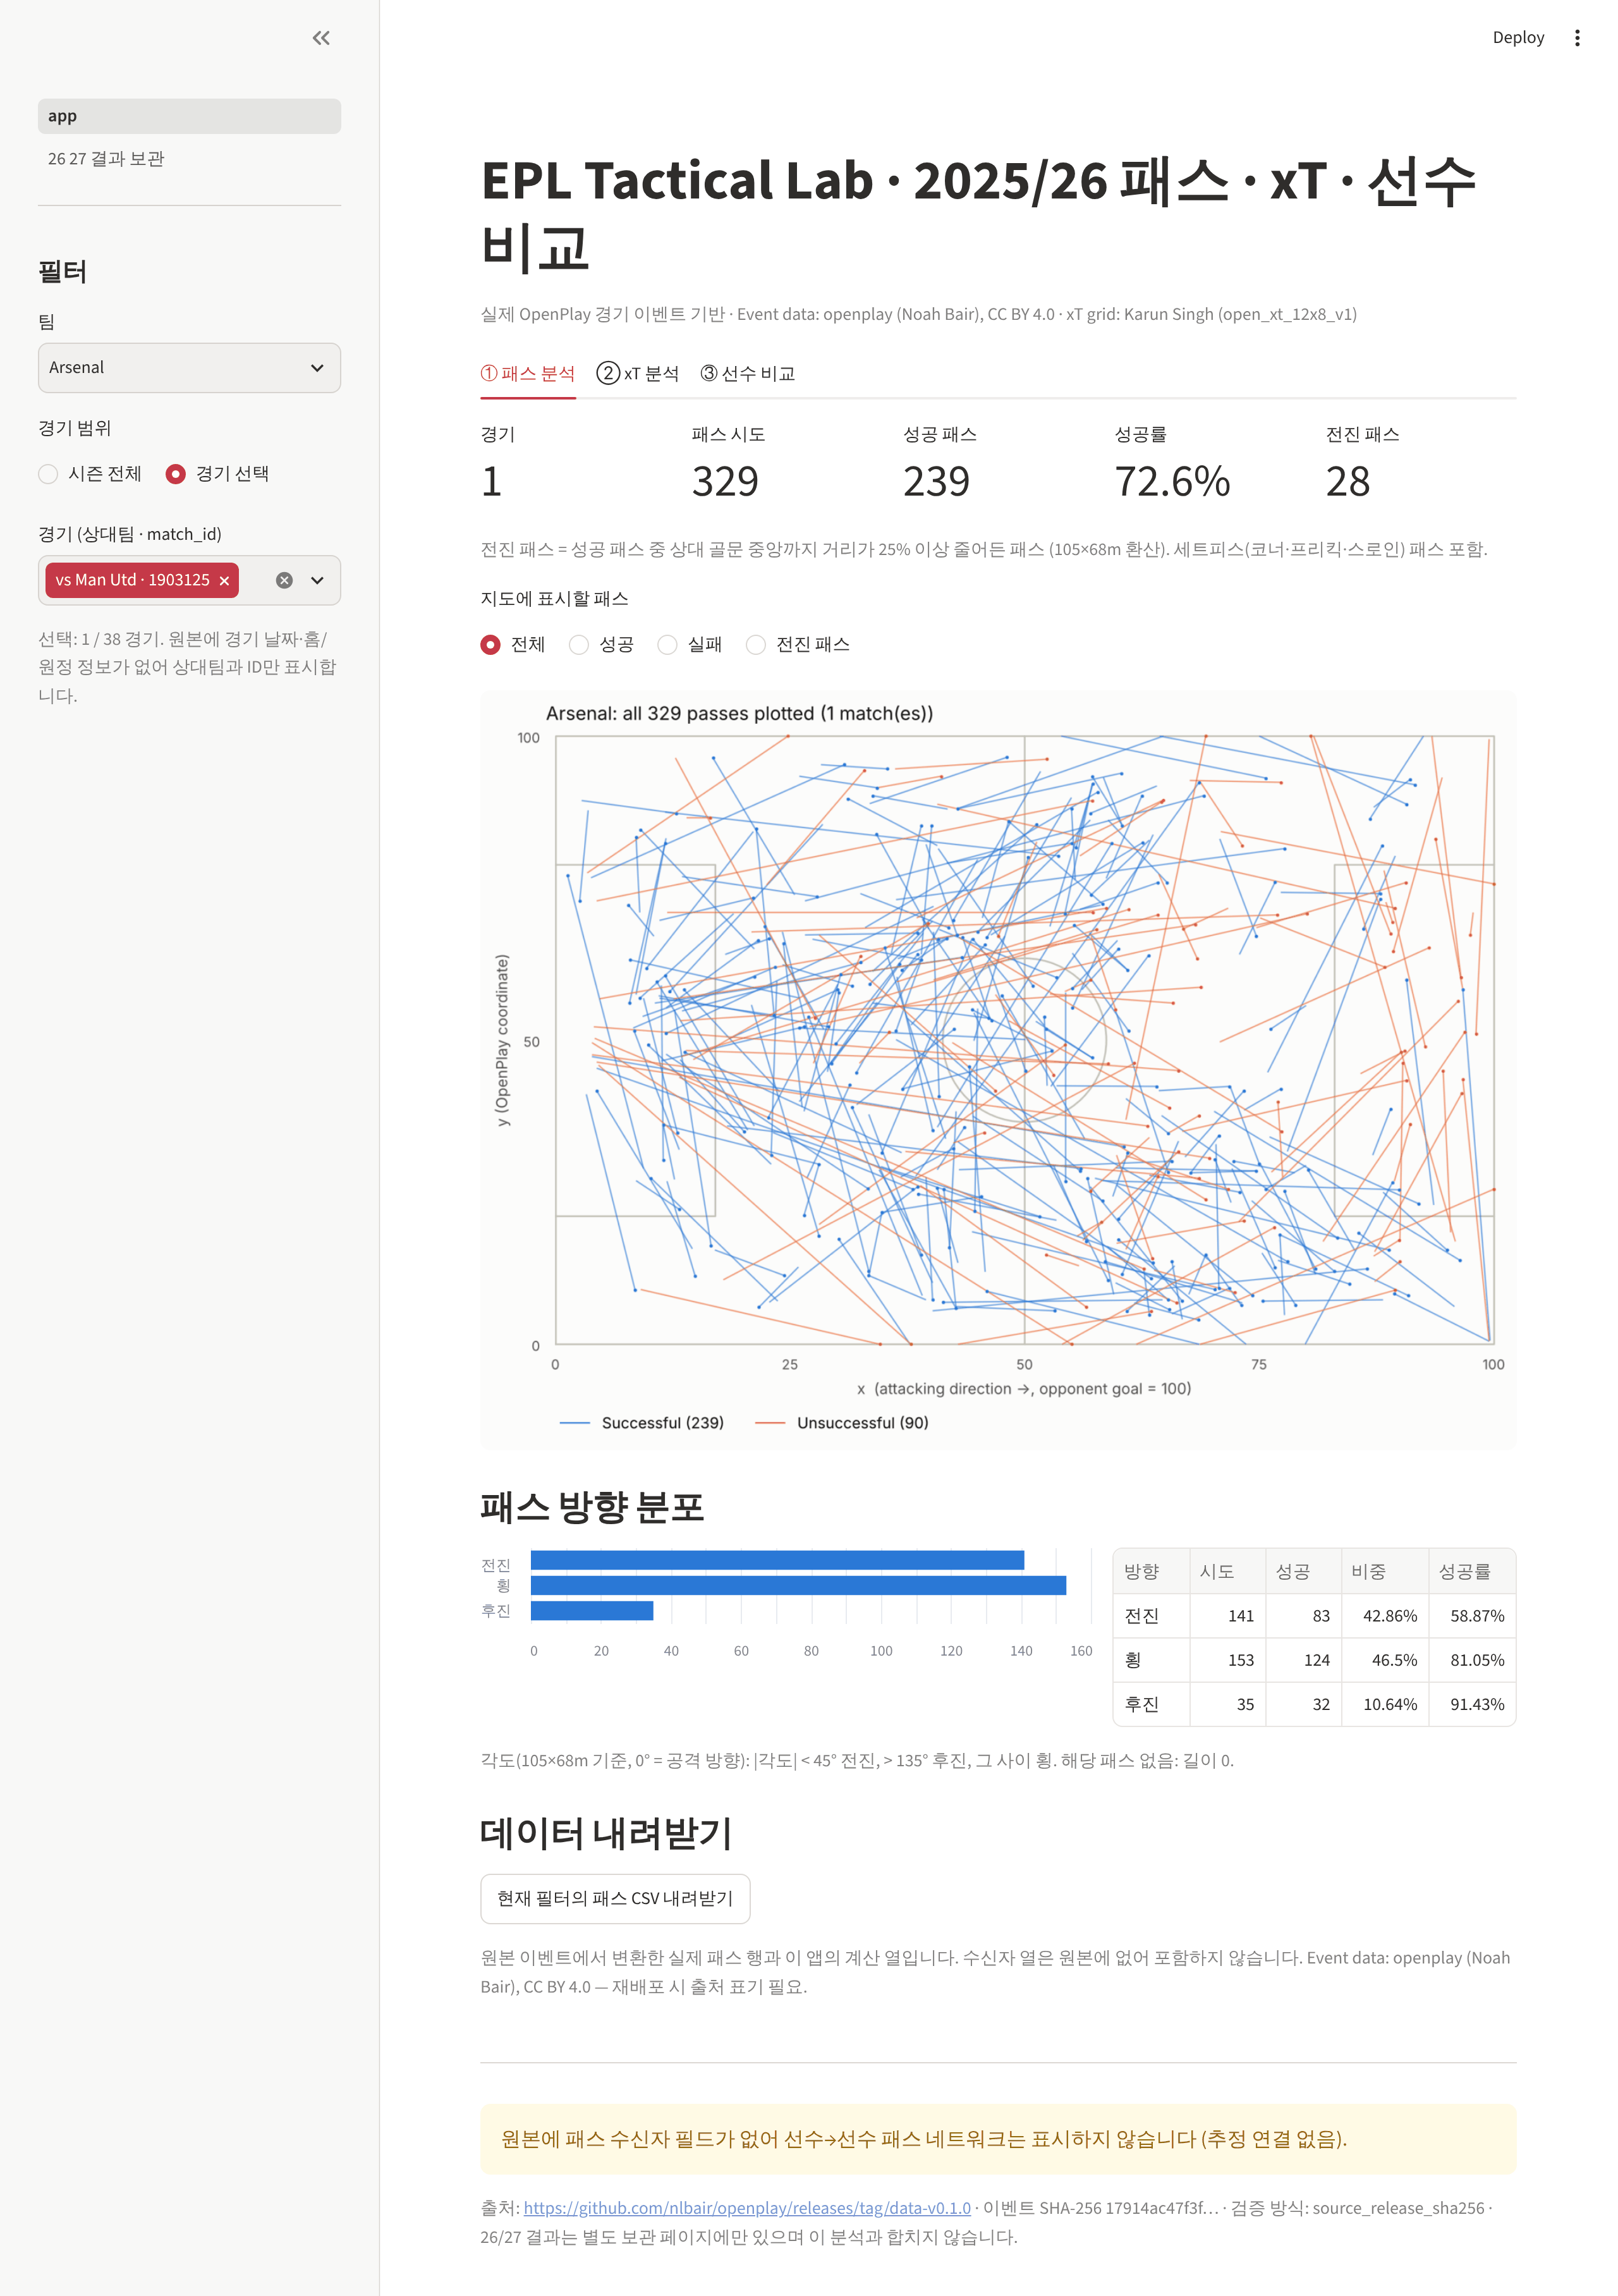 Deploy
app
26 27 결과 보관
필터
팀
Arsenal
경기 범위
시즌 전체
경기 선택
경기 (상대팀 · match_id)
vs Man Utd · 1903125
선택: 1 / 38 경기. 원본에 경기 날짜·홈/
원정 정보가 없어 상대팀과 ID만 표시합
니다.
EPL Tactical Lab · 2025/26 패스 · xT · 선수
비교
실제 OpenPlay 경기 이벤트 기반 · Event data: openplay (Noah Bair), CC BY 4.0 · xT grid: Karun Singh (open_xt_12x8_v1)
① 패스 분석 ② xT 분석 ③ 선수 비교
경기 패스 시도 성공 패스 성공률 전진 패스
1 329 239 72.6% 28
전진 패스 = 성공 패스 중 상대 골문 중앙까지 거리가 25% 이상 줄어든 패스 (105×68m 환산). 세트피스(코너·프리킥·스로인) 패스 포함.
지도에 표시할 패스
전체 성공 실패 전진 패스
Arsenal: all 329 passes plotted (1 match(es))
100
50
0
y (OpenPlay coordinate)
0 25 50 75 100
x (attacking direction →, opponent goal = 100)
Successful (239) Unsuccessful (90)
패스 방향 분포
전진
횡
후진
0 20 40 60 80 100 120 140 160
방향 시도 성공 비중 성공률
전진 141 83 42.86% 58.87%
횡 153 124 46.5% 81.05%
후진 35 32 10.64% 91.43%
각도(105×68m 기준, 0° = 공격 방향): |각도| < 45° 전진, > 135° 후진, 그 사이 횡. 해당 패스 없음: 길이 0.
데이터 내려받기
현재 필터의 패스 CSV 내려받기
원본 이벤트에서 변환한 실제 패스 행과 이 앱의 계산 열입니다. 수신자 열은 원본에 없어 포함하지 않습니다. Event data: openplay (Noah
Bair), CC BY 4.0 — 재배포 시 출처 표기 필요.
원본에 패스 수신자 필드가 없어 선수→선수 패스 네트워크는 표시하지 않습니다 (추정 연결 없음).
출처: https://github.com/nlbair/openplay/releases/tag/data-v0.1.0 · 이벤트 SHA-256 17914ac47f3f… · 검증 방식: source_release_sha256 ·
26/27 결과는 별도 보관 페이지에만 있으며 이 분석과 합치지 않습니다.